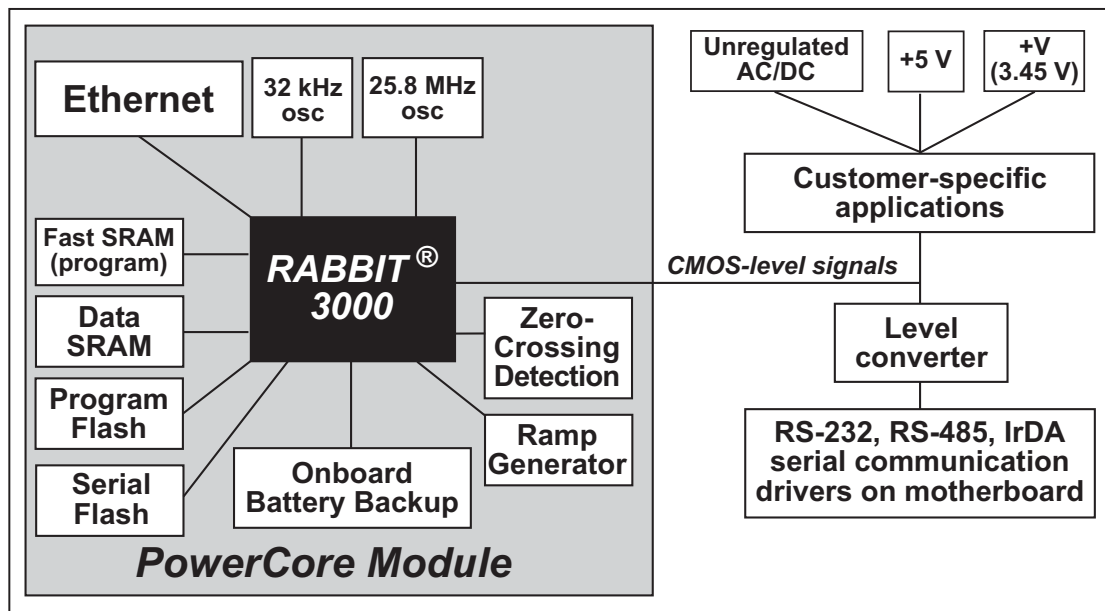 Ethernet
32 kHz
osc
25.8 MHz
osc
Unregulated
AC/DC
+5 V
+V
(3.45 V)
Customer-specific
applications
Fast SRAM
(program)
RABBIT ®
3000
CMOS-level signals
Data
SRAM
Zero-
Crossing
Detection
Level
converter
Program
Flash
Ramp
Generator
RS-232, RS-485, IrDA
serial communication
drivers on motherboard
Serial
Flash
Onboard
Battery Backup
PowerCore Module